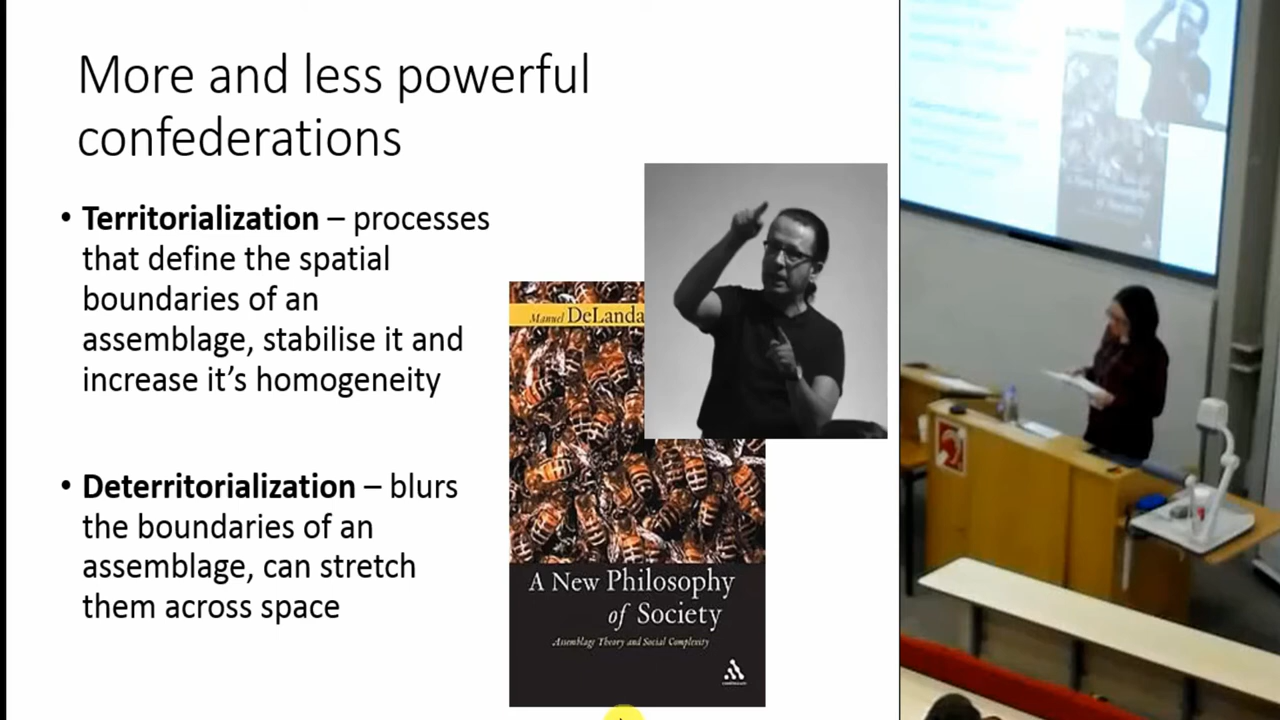 More and less powerful
confederations
• Territorialization – processes
that define the spatial
boundaries of an
assemblage, stabilise it and
increase it's homogeneity
• Deterritorialization – blurs
the boundaries of an
assemblage, can stretch
them across space
Manuel DeLanda
A New Philosophy
of Society
Assemblage Theory and Social Complexity
continuum